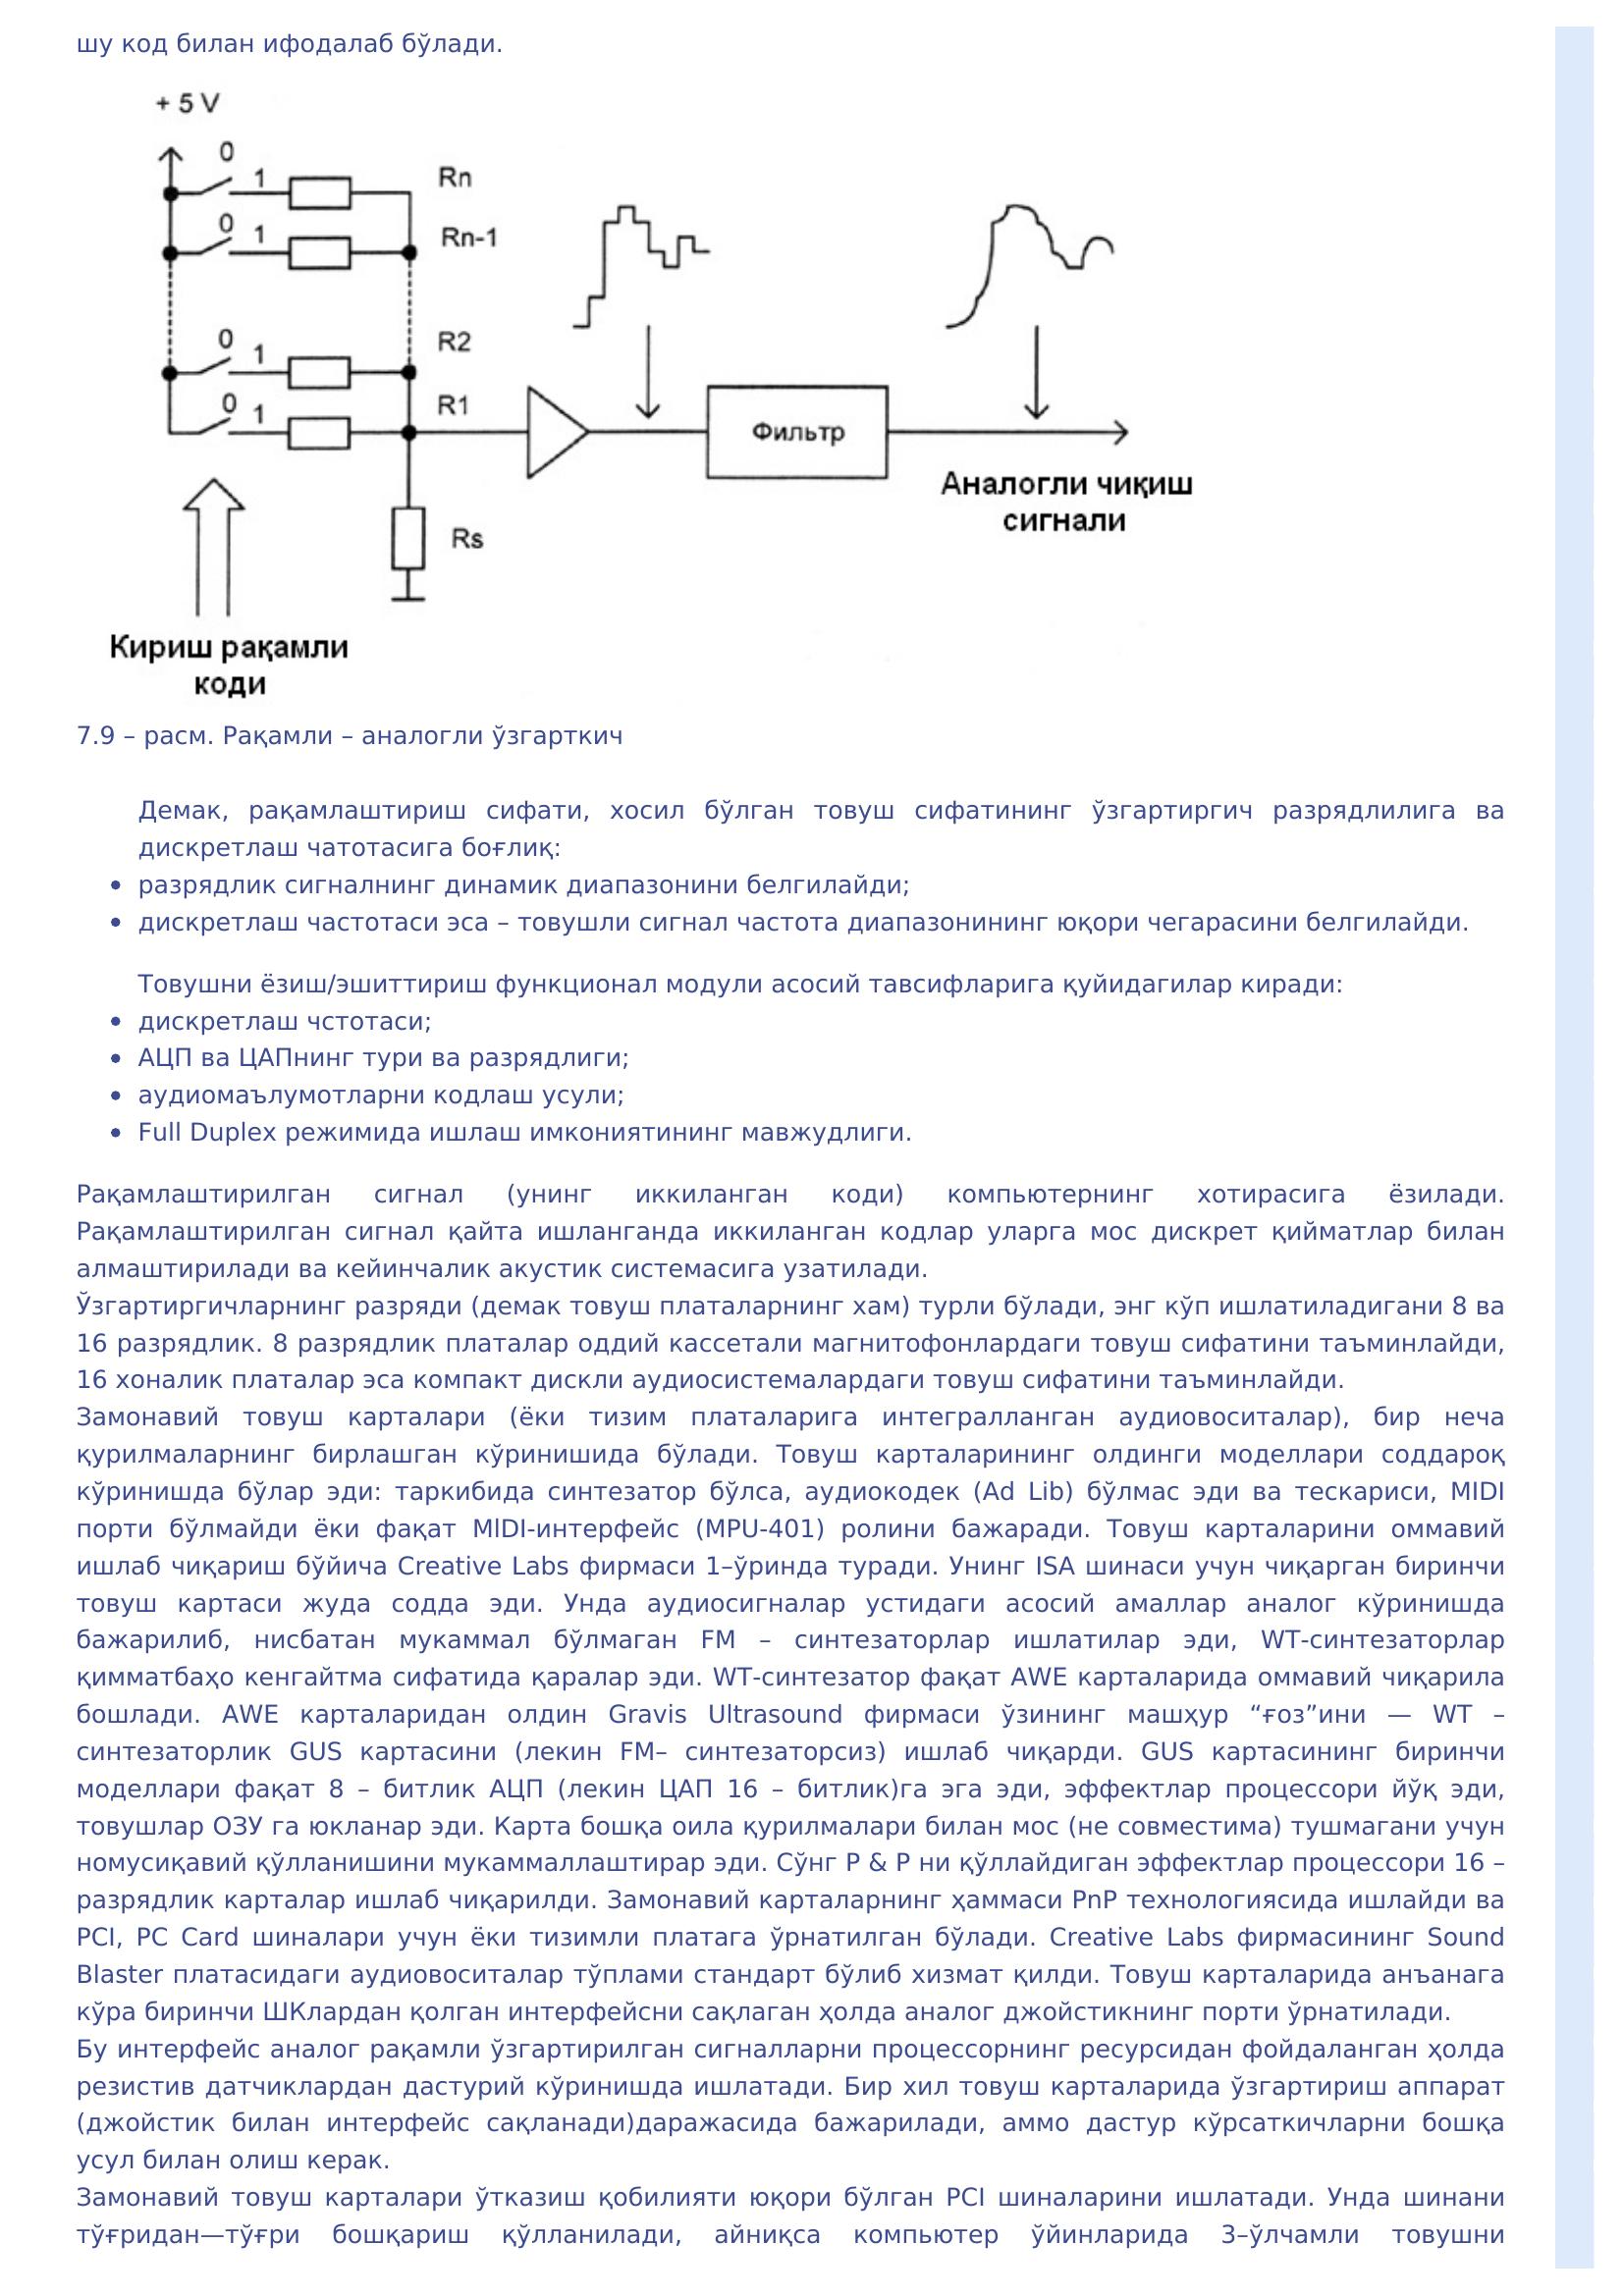 шу код билан ифодалаб бўлади.
+ 5 V
0
1
Rn
0
1
Rn-1
0
1
R2
0
1
R1
Фильтр
Rs
Аналогли чиқиш
сигнали
Кириш рақамли
коди
7.9 – расм. Рақамли – аналогли ўзгарткич
Демак, рақамлаштириш сифати, хосил бўлган товуш сифатининг ўзгартиргич разрядлилига ва
дискретлаш чатотасига боғлиқ:
• разрядлик сигналнинг динамик диапазонини белгилайди;
• дискретлаш частотаси эса – товушли сигнал частота диапазонининг юқори чегарасини белгилайди.
Товушни ёзиш/эшиттириш функционал модули асосий тавсифларига қуйидагилар киради:
• дискретлаш чстотаси;
• АЦП ва ЦАПнинг тури ва разрядлиги;
• аудиомаълумотларни кодлаш усули;
• Full Duplex режимида ишлаш имкониятининг мавжудлиги.
Рақамлаштирилган сигнал (унинг иккиланган коди) компьютернинг хотирасига ёзилади.
Рақамлаштирилган сигнал қайта ишланганда иккиланган кодлар уларга мос дискрет қийматлар билан
алмаштирилади ва кейинчалик акустик системасига узатилади.
Ўзгартиргичларнинг разряди (демак товуш платаларнинг хам) турли бўлади, энг кўп ишлатиладигани 8 ва
16 разрядлик. 8 разрядлик платалар оддий кассетали магнитофонлардаги товуш сифатини таъминлайди,
16 хоналик платалар эса компакт дискли аудиосистемалардаги товуш сифатини таъминлайди.
Замонавий товуш карталари (ёки тизим платаларига интегралланган аудиовоситалар), бир неча
қурилмаларнинг бирлашган кўринишида бўлади. Товуш карталарининг олдинги моделлари соддароқ
кўринишда бўлар эди: таркибида синтезатор бўлса, аудиокодек (Ad Lib) бўлмас эди ва тескариси, MIDI
порти бўлмайди ёки фақат MlDI-интерфейс (MPU-401) ролини бажаради. Товуш карталарини оммавий
ишлаб чиқариш бўйича Creative Labs фирмаси 1–ўринда туради. Унинг ISA шинаси учун чиқарган биринчи
товуш картаси жуда содда эди. Унда аудиосигналар устидаги асосий амаллар аналог кўринишда
бажарилиб, нисбатан мукаммал бўлмаган FM – синтезаторлар ишлатилар эди, WT-синтезаторлар
қимматбаҳо кенгайтма сифатида қаралар эди. WT-синтезатор фақат AWE карталарида оммавий чиқарила
бошлади. AWE карталаридан олдин Gravis Ultrasound фирмаси ўзининг машҳур “ғоз”ини — WT –
синтезаторлик GUS картасини (лекин FM– синтезаторсиз) ишлаб чиқарди. GUS картасининг биринчи
моделлари фақат 8 – битлик АЦП (лекин ЦАП 16 – битлик)га эга эди, эффектлар процессори йўқ эди,
товушлар ОЗУ га юкланар эди. Карта бошқа оила қурилмалари билан мос (не совместима) тушмагани учун
номусиқавий қўлланишини мукаммаллаштирар эди. Сўнг P & P ни қўллайдиган эффектлар процессори 16 –
разрядлик карталар ишлаб чиқарилди. Замонавий карталарнинг ҳаммаси PnP технологиясида ишлайди ва
PCI, PC Card шиналари учун ёки тизимли платага ўрнатилган бўлади. Creative Labs фирмасининг Sound
Blaster платасидаги аудиовоситалар тўплами стандарт бўлиб хизмат қилди. Товуш карталарида анъанага
кўра биринчи ШКлардан қолган интерфейсни сақлаган ҳолда аналог джойстикнинг порти ўрнатилади.
Бу интерфейс аналог рақамли ўзгартирилган сигналларни процессорнинг ресурсидан фойдаланган ҳолда
резистив датчиклардан дастурий кўринишда ишлатади. Бир хил товуш карталарида ўзгартириш аппарат
(джойстик билан интерфейс сақланади)даражасида бажарилади, аммо дастур кўрсаткичларни бошқа
усул билан олиш керак.
Замонавий товуш карталари ўтказиш қобилияти юқори бўлган PCI шиналарини ишлатади. Унда шинани
тўғридан—тўғри бошқариш қўлланилади, айниқса компьютер ўйинларида 3–ўлчамли товушни